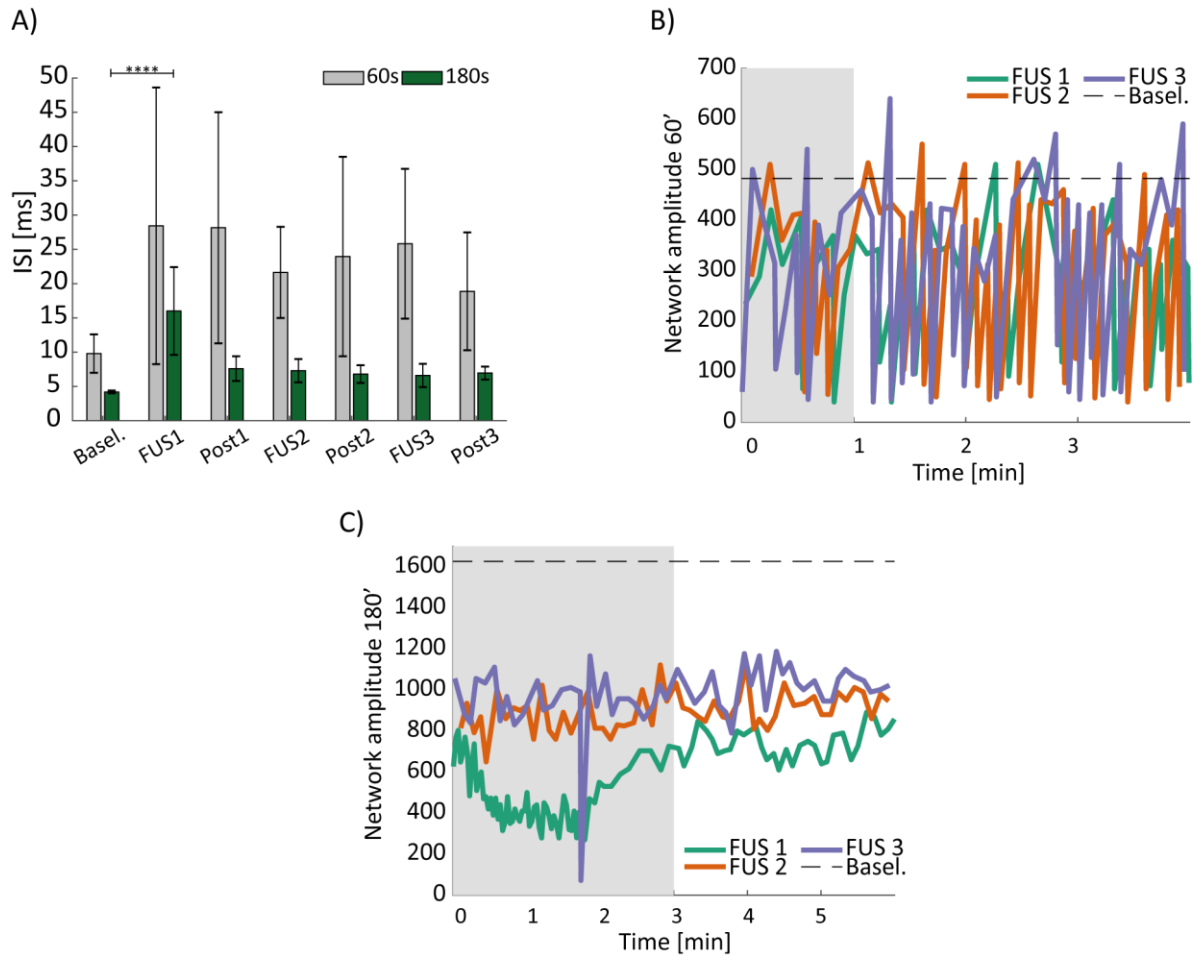 A)
****
60s 180s
ISI [ms]
50
45
40
35
30
25
20
15
10
5
0
Basel. FUS1 Post1 FUS2 Post2 FUS3 Post3
B)
FUS 1 FUS 3
FUS 2 Basel.
Network amplitude 60'
700
600
500
400
300
200
100
0
0 1 2 3
Time [min]
C)
Network amplitude 180'
1600
1400
1200
1000
800
600
400
200
0
FUS 1 FUS 3
FUS 2 Basel.
0 1 2 3 4 5
Time [min]